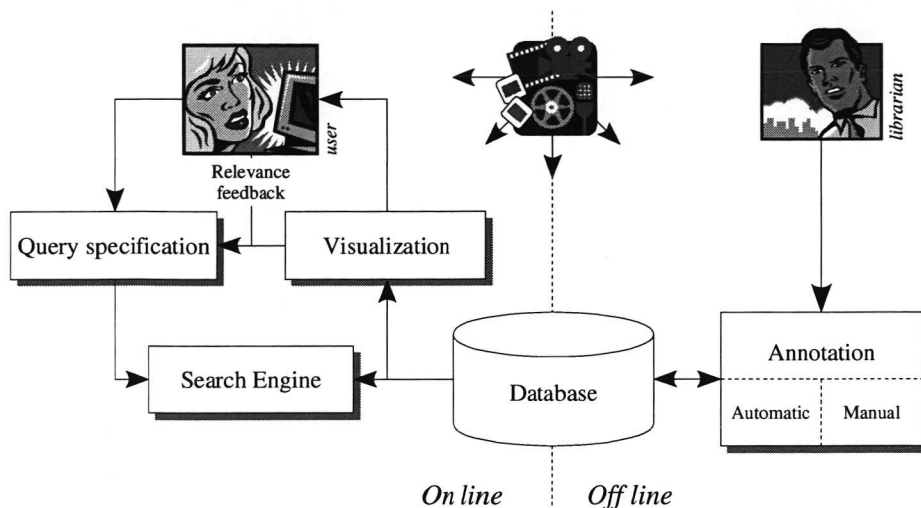 user
librarian
Relevance
feedback
Query specification
Visualization
Annotation
Search Engine
Database
Automatic
Manual
On line
Off line